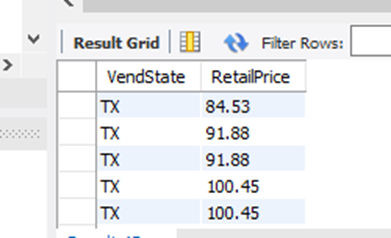 Result Grid Filter Rows:
VendState RetailPrice
TX 84.53
TX 91.88
TX 91.88
TX 100.45
TX 100.45